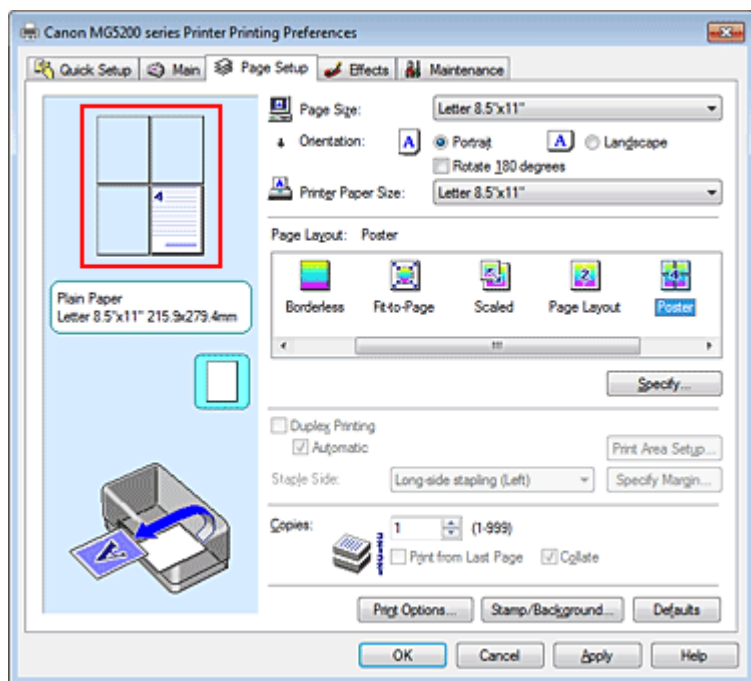 Canon MG5200 series Printer Printing Preferences
Quick Setup Main Page Setup Effects Maintenance
Page Size: Letter 8.5"x11"
Orientation: A Portrait A Landscape
Rotate 180 degrees
Printer Paper Size: Letter 8.5"x11"
4
Page Layout: Poster
Plain Paper
Letter 8.5"x11" 215.9x279.4mm
Borderless Fit-to-Page Scaled Page Layout Poster
Specify...
Duplex Printing
Automatic Print Area Setup...
Staple Side: Long-side stapling (Left) Specify Margin...
Copies: 1 (1-999)
Print from Last Page Collate
Print Options... Stamp/Background... Defaults
OK Cancel Apply Help